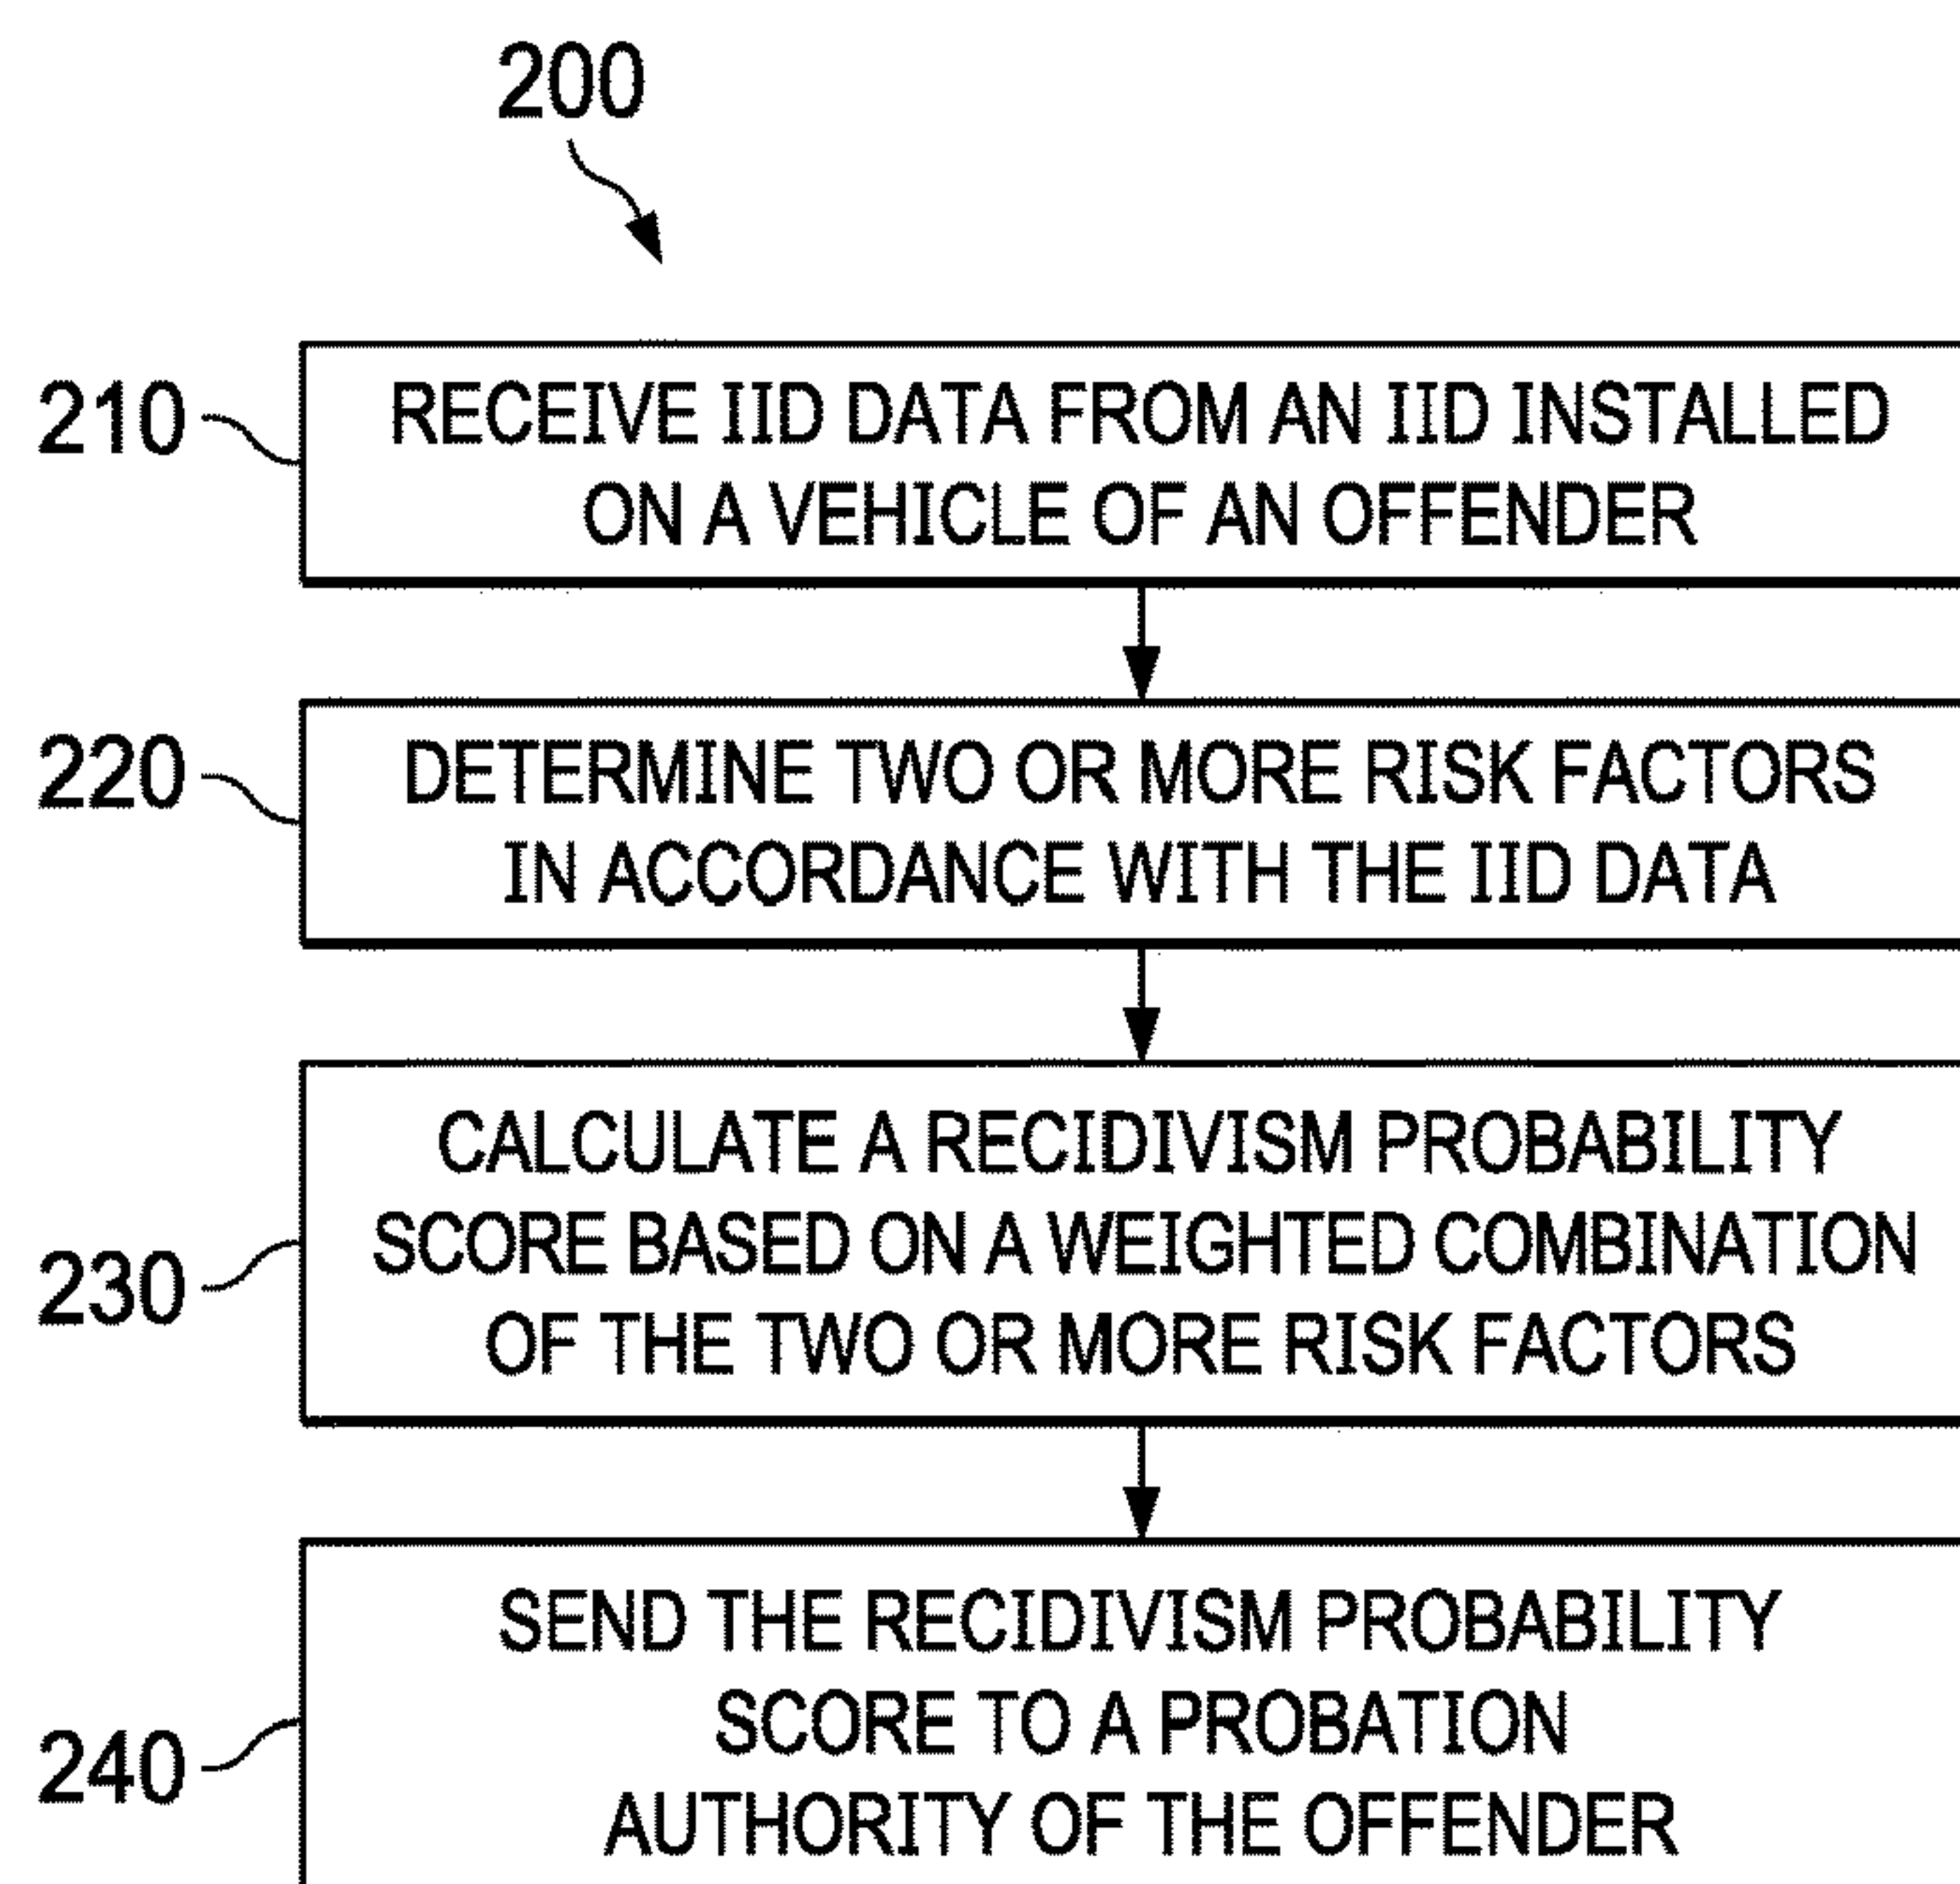 200
210
RECEIVE IID DATA FROM AN IID INSTALLED
ON A VEHICLE OF AN OFFENDER
220
DETERMINE TWO OR MORE RISK FACTORS
IN ACCORDANCE WITH THE IID DATA
230
CALCULATE A RECIDIVISM PROBABILITY
SCORE BASED ON A WEIGHTED COMBINATION
OF THE TWO OR MORE RISK FACTORS
240
SEND THE RECIDIVISM PROBABILITY
SCORE TO A PROBATION
AUTHORITY OF THE OFFENDER